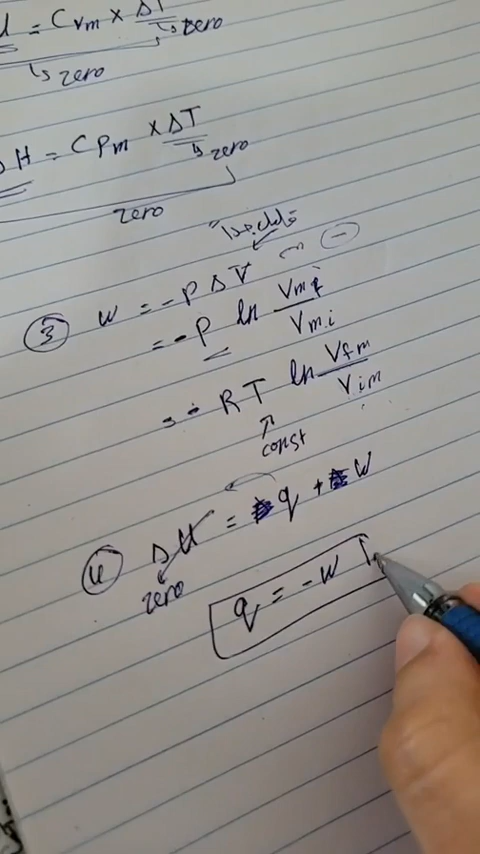 U = Cvm × ΔT
↳ zero
↳ zero
ΔH = Cpm × ΔT
↳ zero
zero
③ w = -P ΔV ~ ⊖
= -P ln Vmf / Vmi
= - RT ln Vfm / Vim
↑
const
④ ΔU = q + w
zero
q = -w